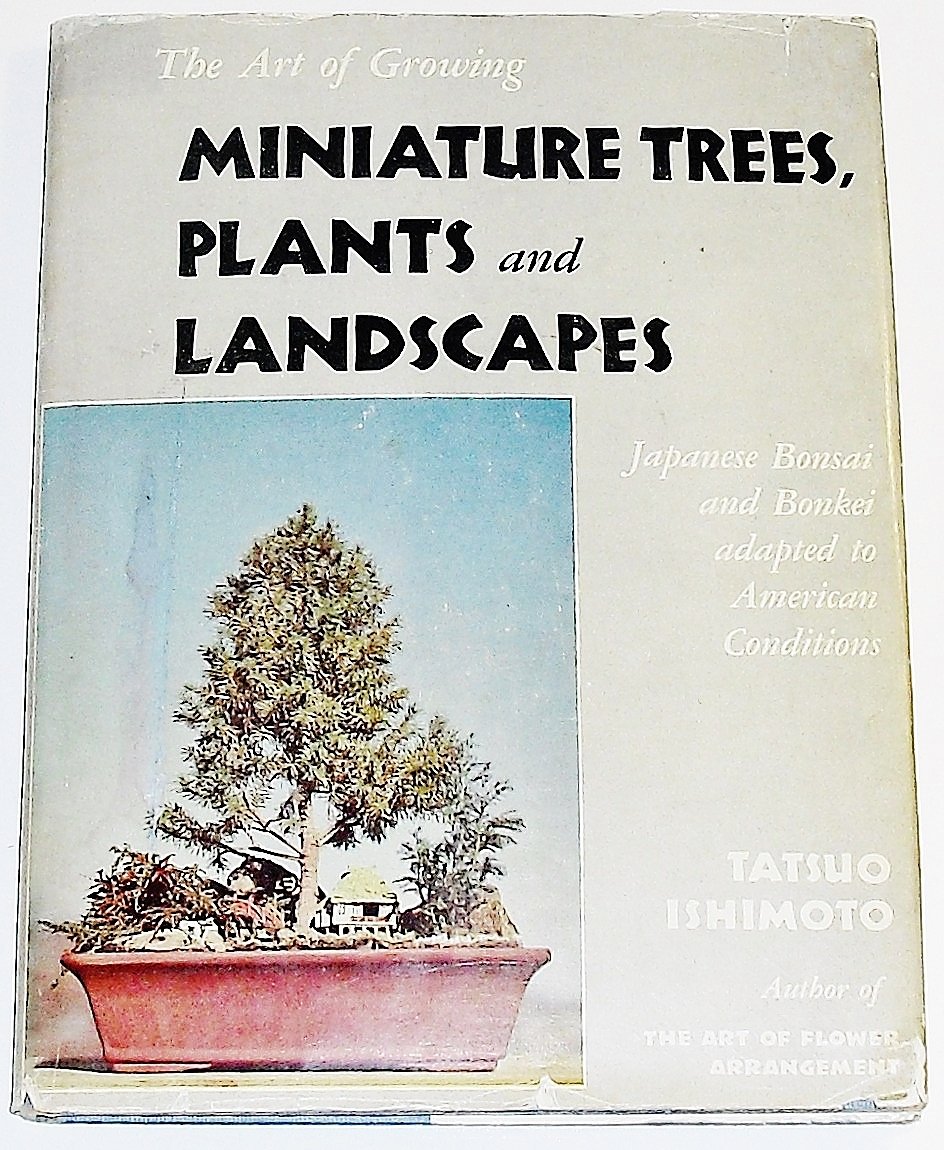 The Art of Growing
MINIATURE TREES,
PLANTS and
LANDSCAPES
Japanese Bonsai
and Bonkei
adapted to
American
Conditions
TATSUO
ISHIMOTO
Author of
THE ART OF FLOWER
ARRANGEMENT